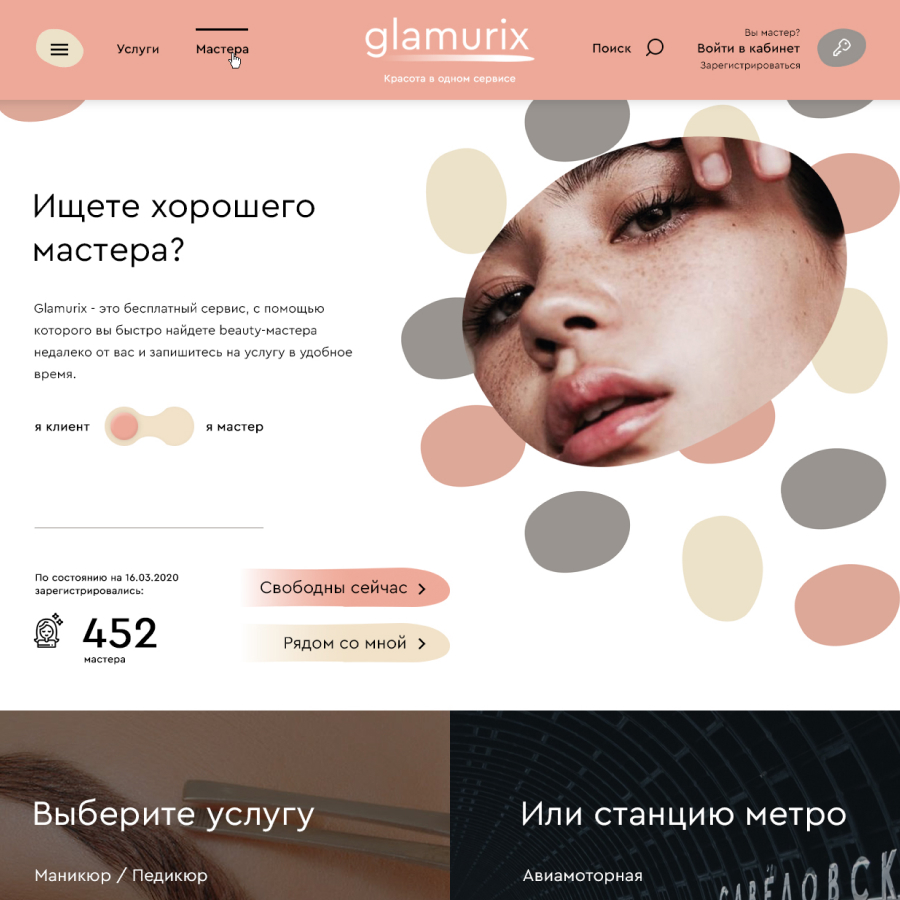 Услуги
Мастера
glamurix
Красота в одном сервисе
Поиск
Вы мастер?
Войти в кабинет
Зарегистрироваться
Ищете хорошего
мастера?
Glamurix - это бесплатный сервис, с помощью
которого вы быстро найдете beauty-мастера
недалеко от вас и запишитесь на услугу в удобное
время.
я клиент
я мастер
По состоянию на 16.03.2020
зарегистрировались:
452
мастера
Свободны сейчас
Рядом со мной
Выберите услугу
Маникюр / Педикюр
Или станцию метро
Авиамоторная
САВЁЛОВСК